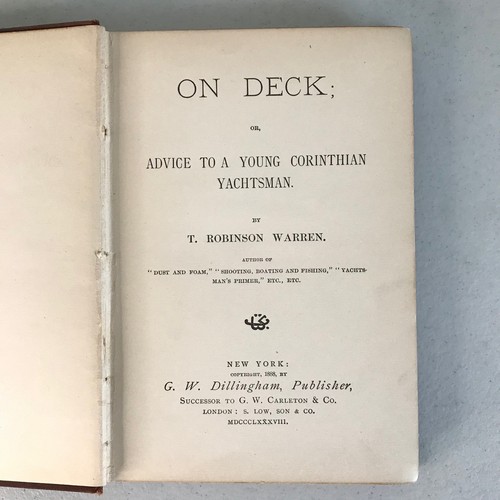 ON DECK;
OR,
ADVICE TO A YOUNG CORINTHIAN
YACHTSMAN.
BY
T. ROBINSON WARREN.
AUTHOR OF
"DUST AND FOAM," "SHOOTING, BOATING AND FISHING," "YACHTS-
MAN'S PRIMER," ETC., ETC.
NEW YORK:
COPYRIGHT, 1888, BY
G. W. Dillingham, Publisher,
SUCCESSOR TO G. W. CARLETON & CO.
LONDON: S. LOW, SON & CO.
MDCCCLXXXVIII.